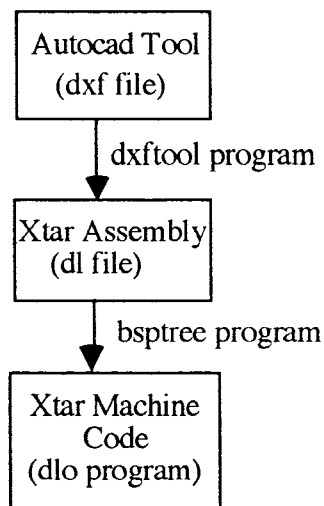 Autocad Tool
(dxf file)
dxftool program
Xtar Assembly
(dl file)
bsptree program
Xtar Machine
Code
(dlo program)